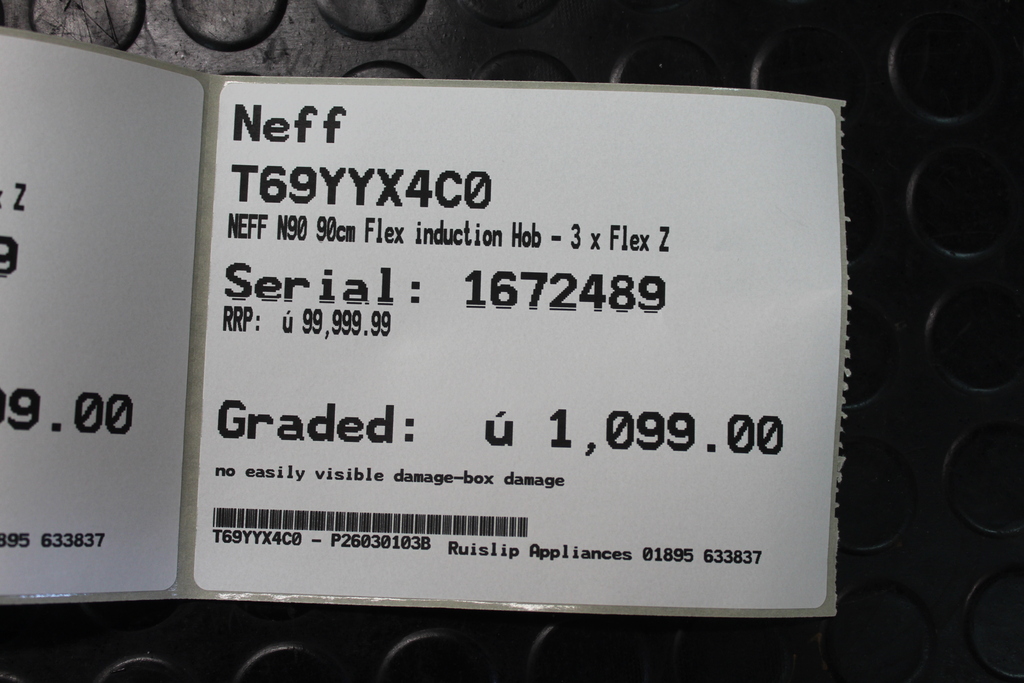 Neff
T69YYX4C0
NEFF N90 90cm Flex induction Hob - 3 x Flex Z
Serial: 1672489
RRP: ú 99,999.99
Graded: ú 1,099.00
no easily visible damage-box damage
T69YYX4C0 - P26030103B Ruislip Appliances 01895 633837
x Z
9
99.00
895 633837